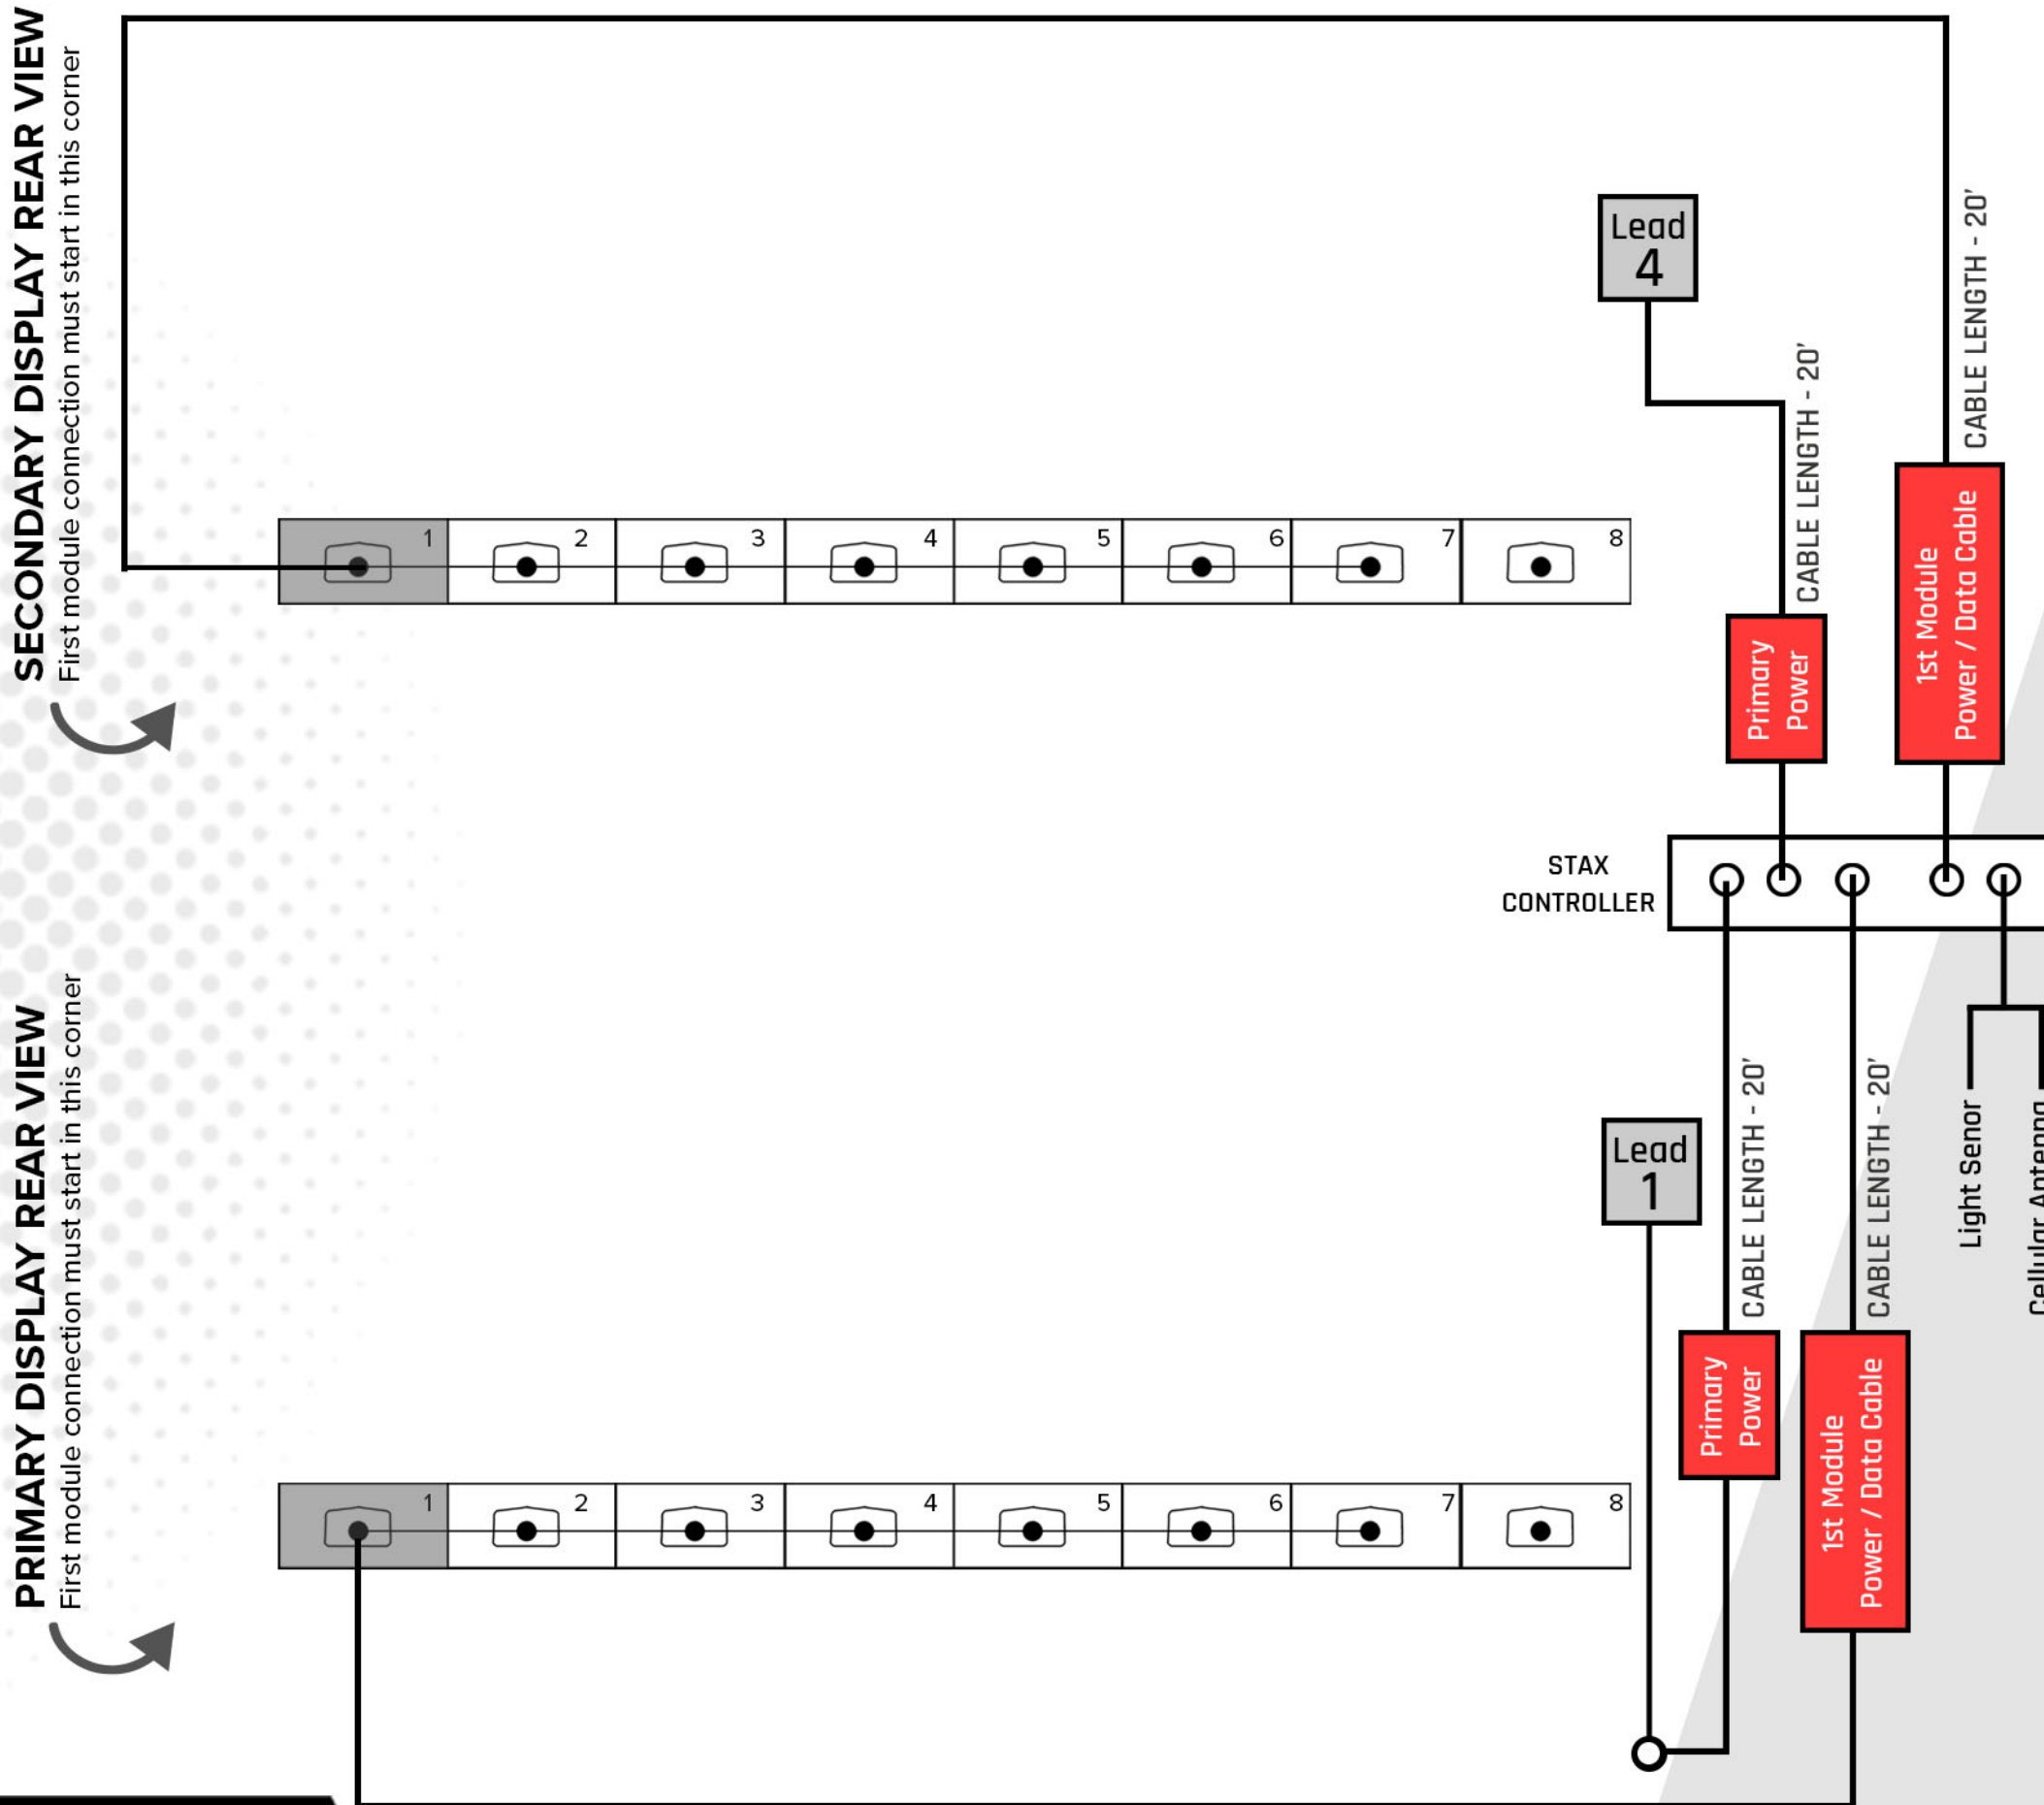 SECONDARY DISPLAY REAR VIEW
First module connection must start in this corner
Lead
4
CABLE LENGTH - 20'
CABLE LENGTH - 20'
1 2 3 4 5 6 7 8
Primary
Power
1st Module
Power / Data Cable
STAX
CONTROLLER
PRIMARY DISPLAY REAR VIEW
First module connection must start in this corner
Lead
1
CABLE LENGTH - 20'
CABLE LENGTH - 20'
Light Senor
Cellular Antenna
1 2 3 4 5 6 7 8
Primary
Power
1st Module
Power / Data Cable